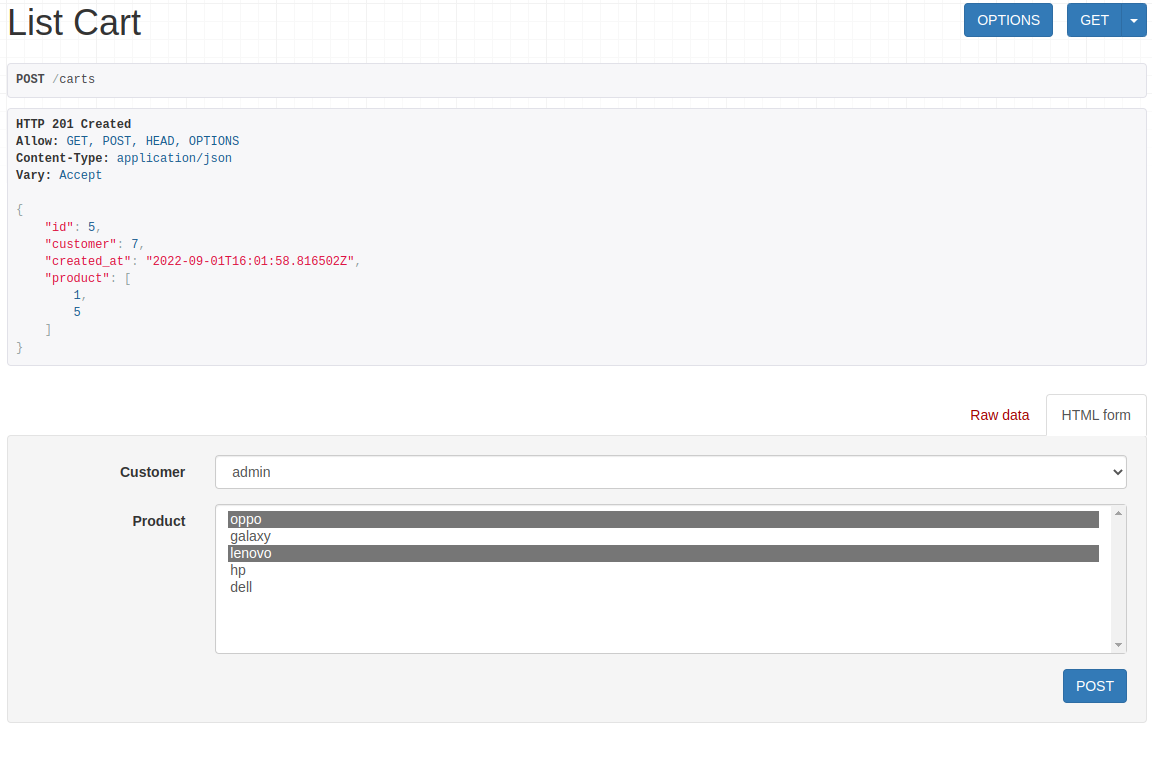 List Cart
OPTIONS
GET
POST /carts
HTTP 201 Created
Allow: GET, POST, HEAD, OPTIONS
Content-Type: application/json
Vary: Accept
{
    "id": 5,
    "customer": 7,
    "created_at": "2022-09-01T16:01:58.816502Z",
    "product": [
        1,
        5
    ]
}
Raw data
HTML form
Customer
admin
Product
oppo
galaxy
lenovo
hp
dell
POST